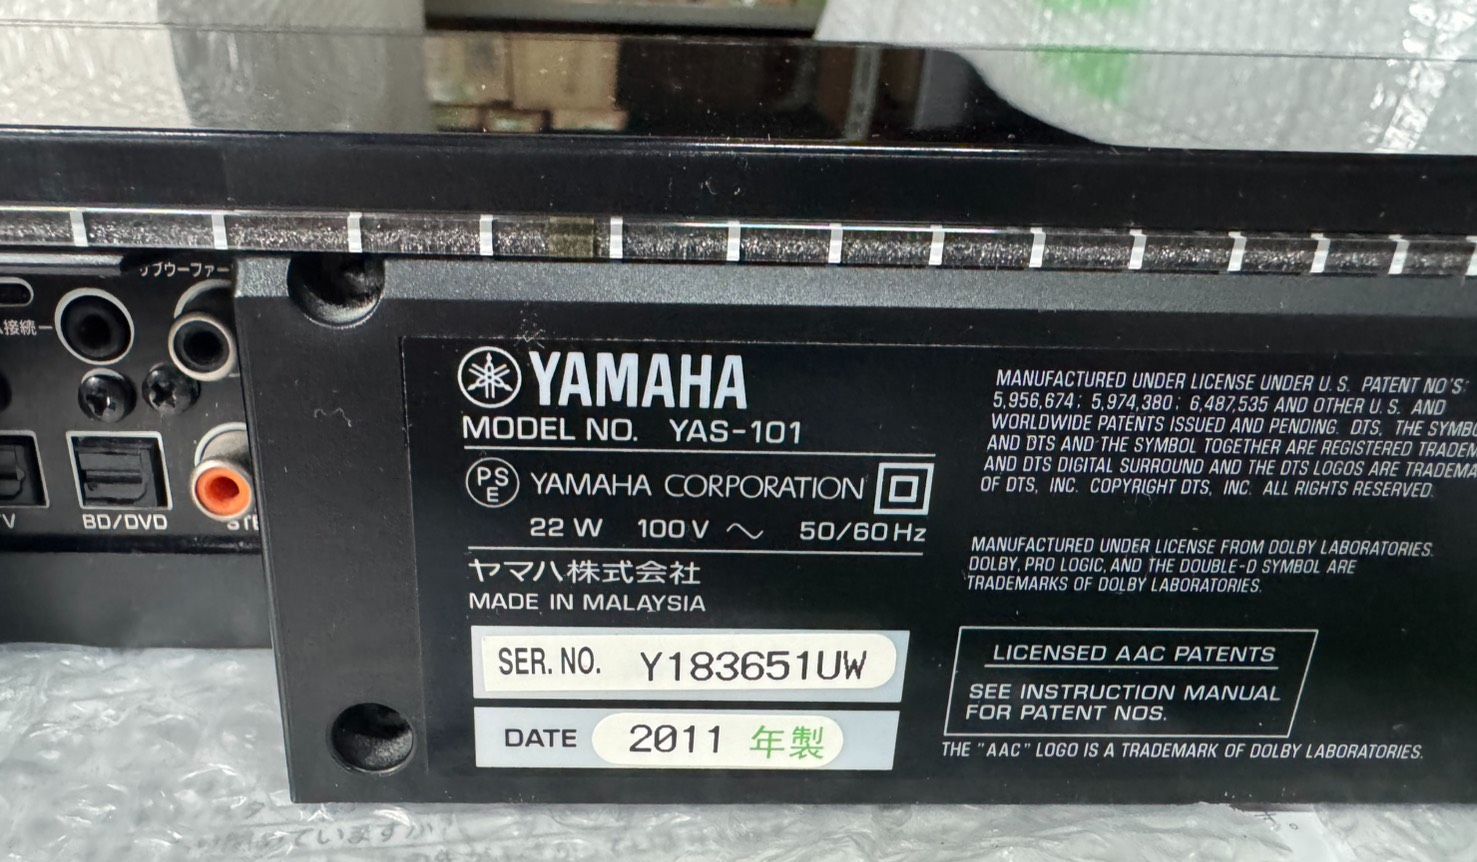 サブウーファー
接続
TV
BD/DVD
YAMAHA
MODEL NO. YAS-101
PS
E
YAMAHA CORPORATION
22 W 100 V ~ 50/60 Hz
ヤマハ株式会社
MADE IN MALAYSIA
SER. NO. Y183651UW
DATE 2011 年製
MANUFACTURED UNDER LICENSE UNDER U. S. PATENT NO'S:
5,956,674; 5,974,380; 6,487,535 AND OTHER U. S. AND
WORLDWIDE PATENTS ISSUED AND PENDING. DTS, THE SYMBO
AND DTS AND THE SYMBOL TOGETHER ARE REGISTERED TRADEM
AND DTS DIGITAL SURROUND AND THE DTS LOGOS ARE TRADEMA
OF DTS, INC. COPYRIGHT DTS, INC. ALL RIGHTS RESERVED.
MANUFACTURED UNDER LICENSE FROM DOLBY LABORATORIES.
DOLBY, PRO LOGIC, AND THE DOUBLE-D SYMBOL ARE
TRADEMARKS OF DOLBY LABORATORIES.
LICENSED AAC PATENTS
SEE INSTRUCTION MANUAL
FOR PATENT NOS.
THE "AAC" LOGO IS A TRADEMARK OF DOLBY LABORATORIES.